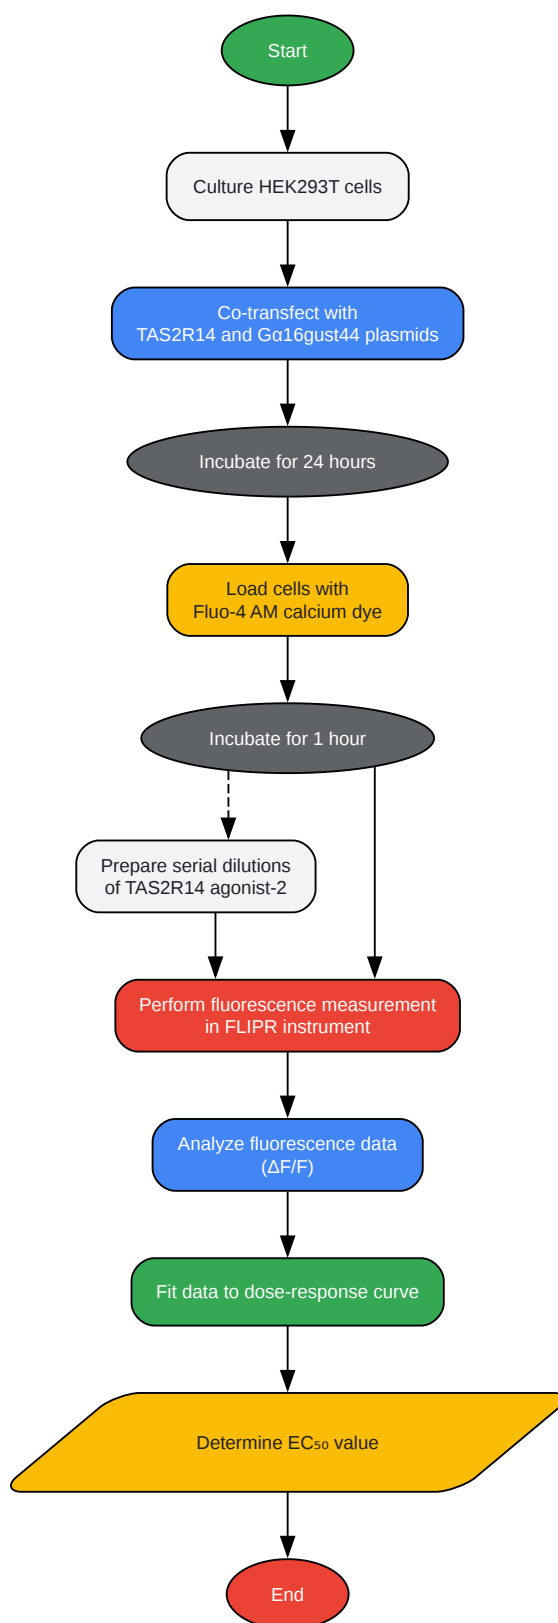 Start
Culture HEK293T cells
Co-transfect with
TAS2R14 and Gα16gust44 plasmids
Incubate for 24 hours
Load cells with
Fluo-4 AM calcium dye
Incubate for 1 hour
Prepare serial dilutions
of TAS2R14 agonist-2
Perform fluorescence measurement
in FLIPR instrument
Analyze fluorescence data
(ΔF/F)
Fit data to dose-response curve
Determine EC₅₀ value
End